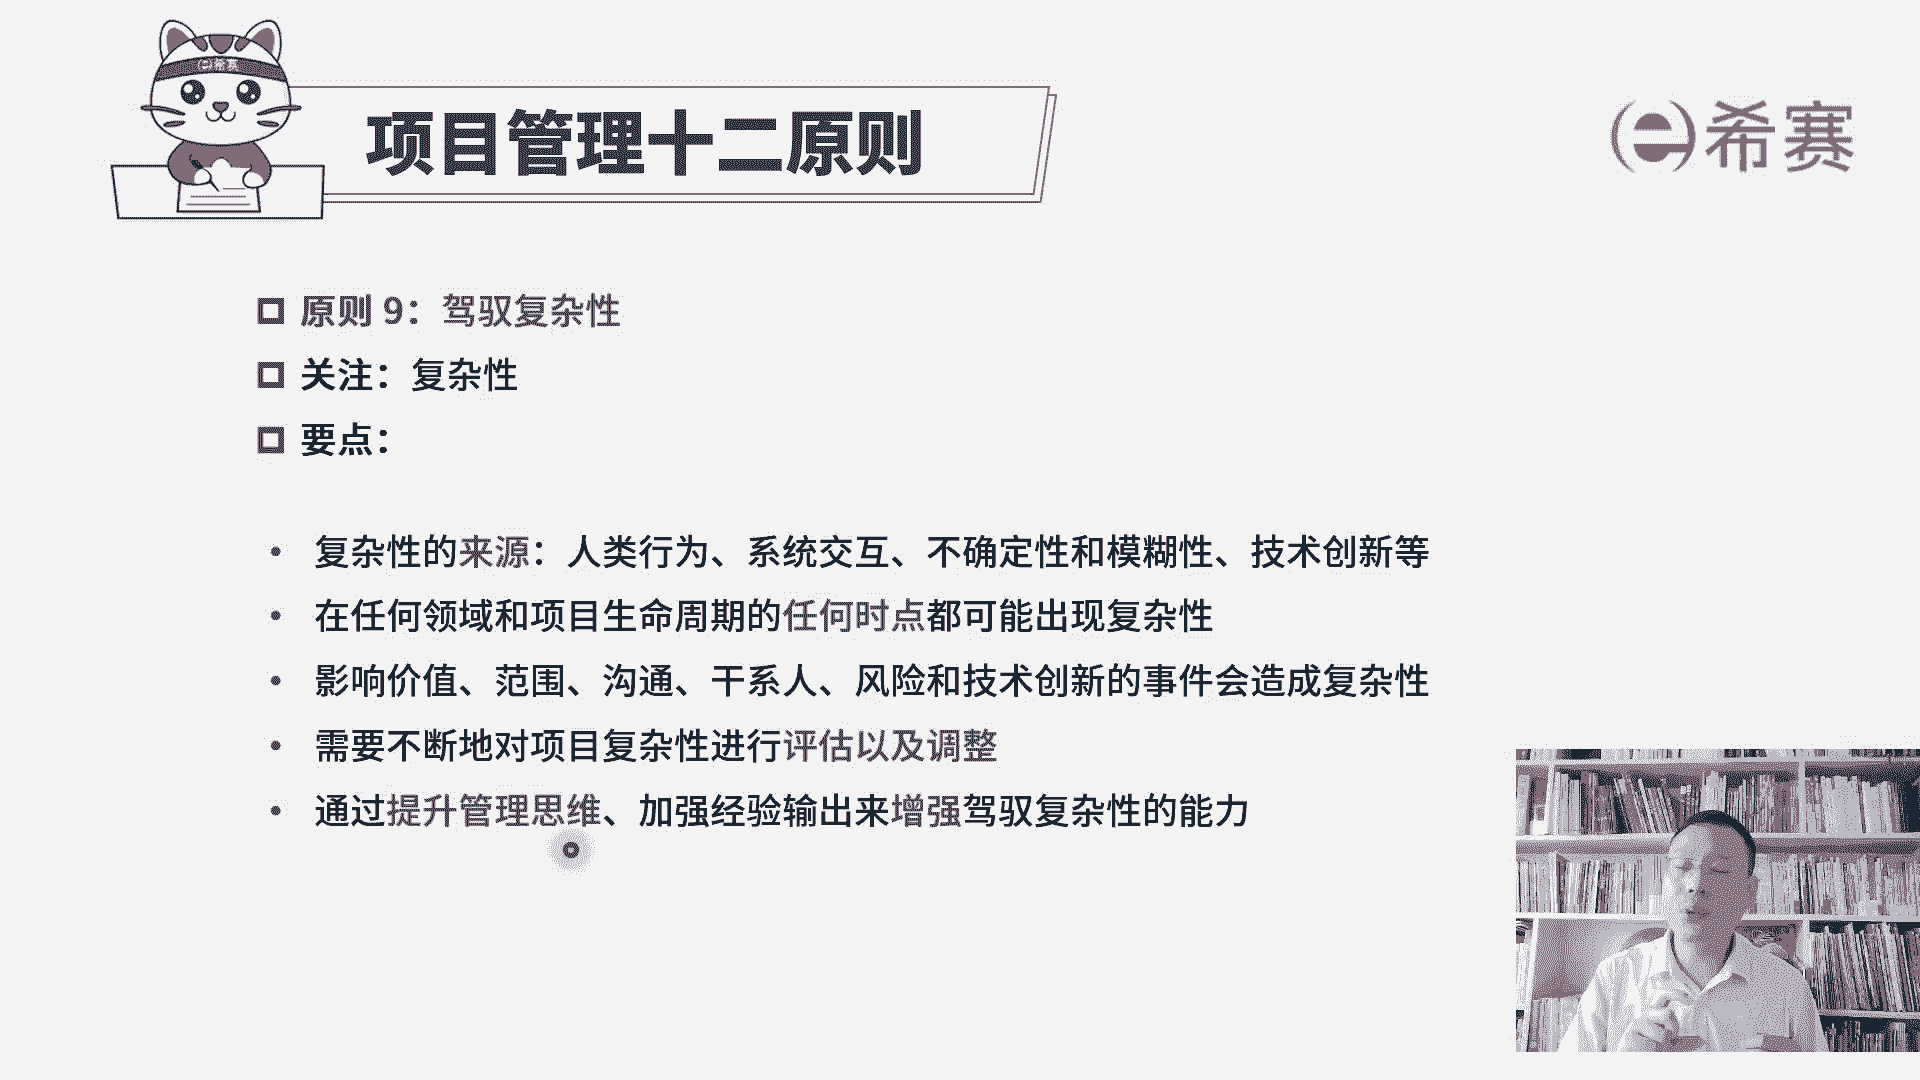 希赛
项目管理十二原则
希赛
原则 9：驾驭复杂性
关注：复杂性
要点：
复杂性的来源：人类行为、系统交互、不确定性和模糊性、技术创新等
在任何领域和项目生命周期的任何时点都可能出现复杂性
影响价值、范围、沟通、干系人、风险和技术创新的事件会造成复杂性
需要不断地对项目复杂性进行评估以及调整
通过提升管理思维、加强经验输出来增强驾驭复杂性的能力